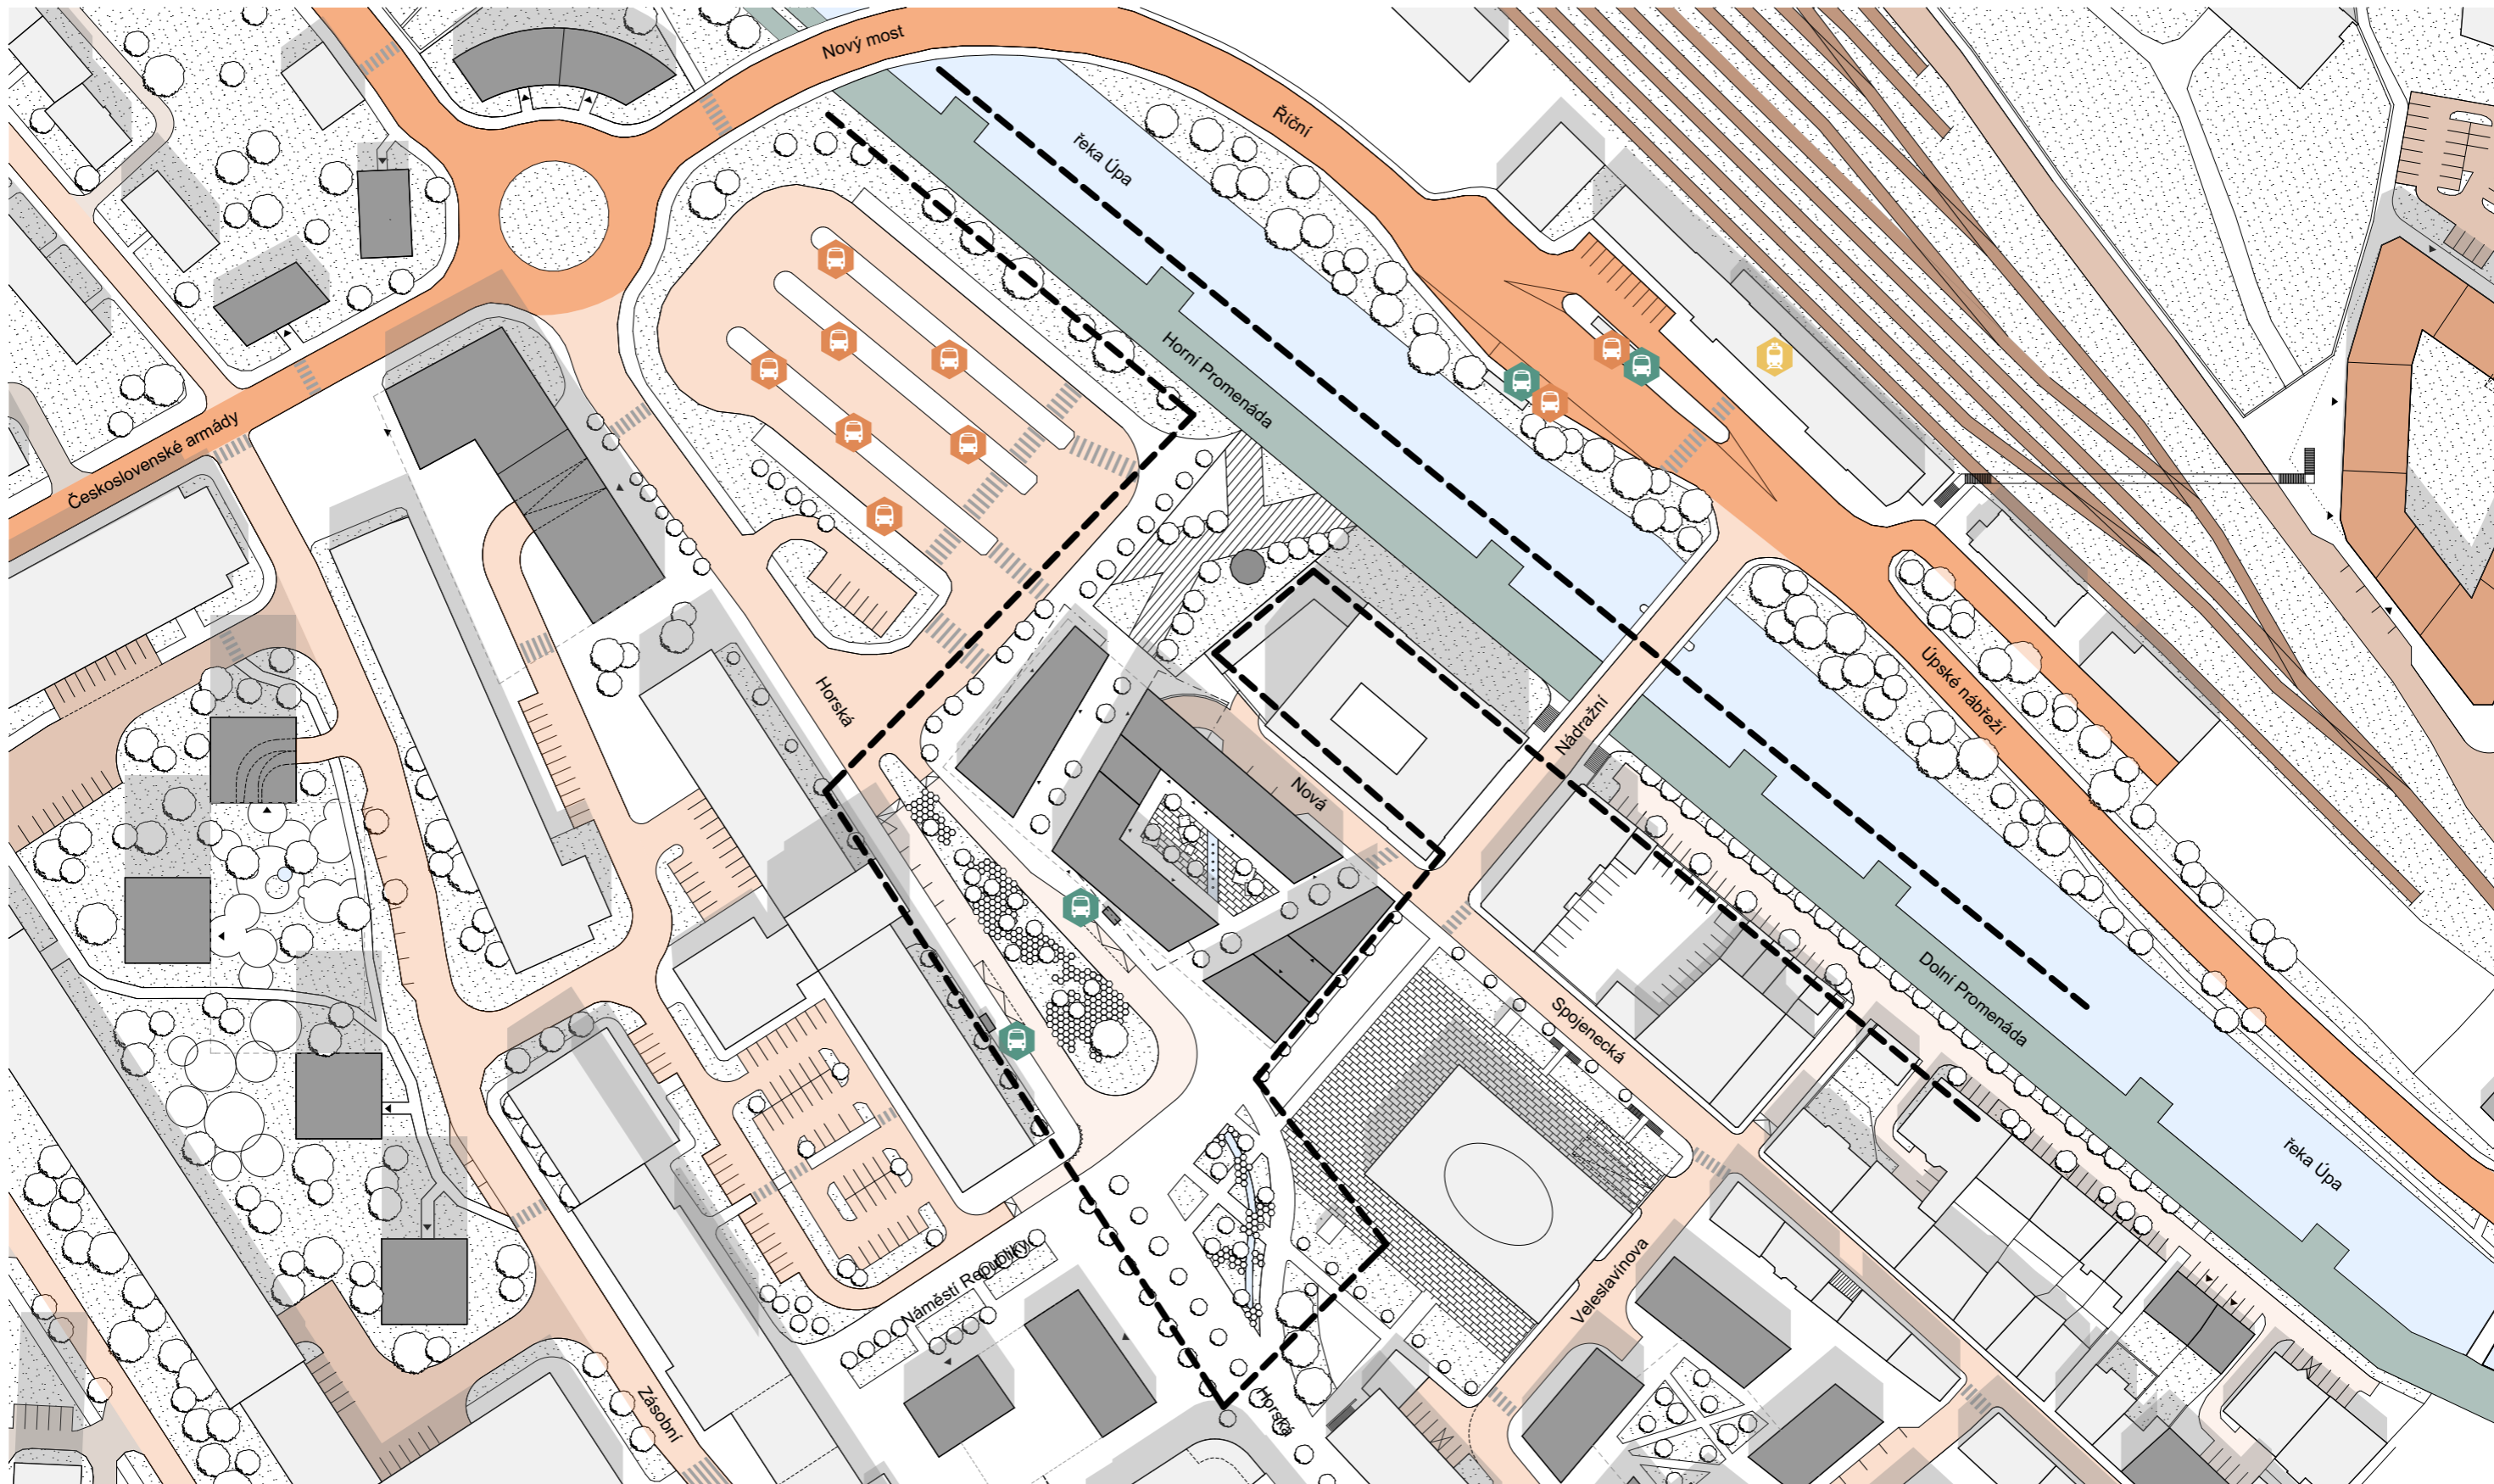 Nový most
Říční
řeka Úpa
Horní Promenáda
Československé armády
Horská
Úpské nábřeží
Nádražní
Nová
Dolní Promenáda
Spojenecká
řeka Úpa
Náměstí Republiky
Veleslavínova
Horská
Zásobní